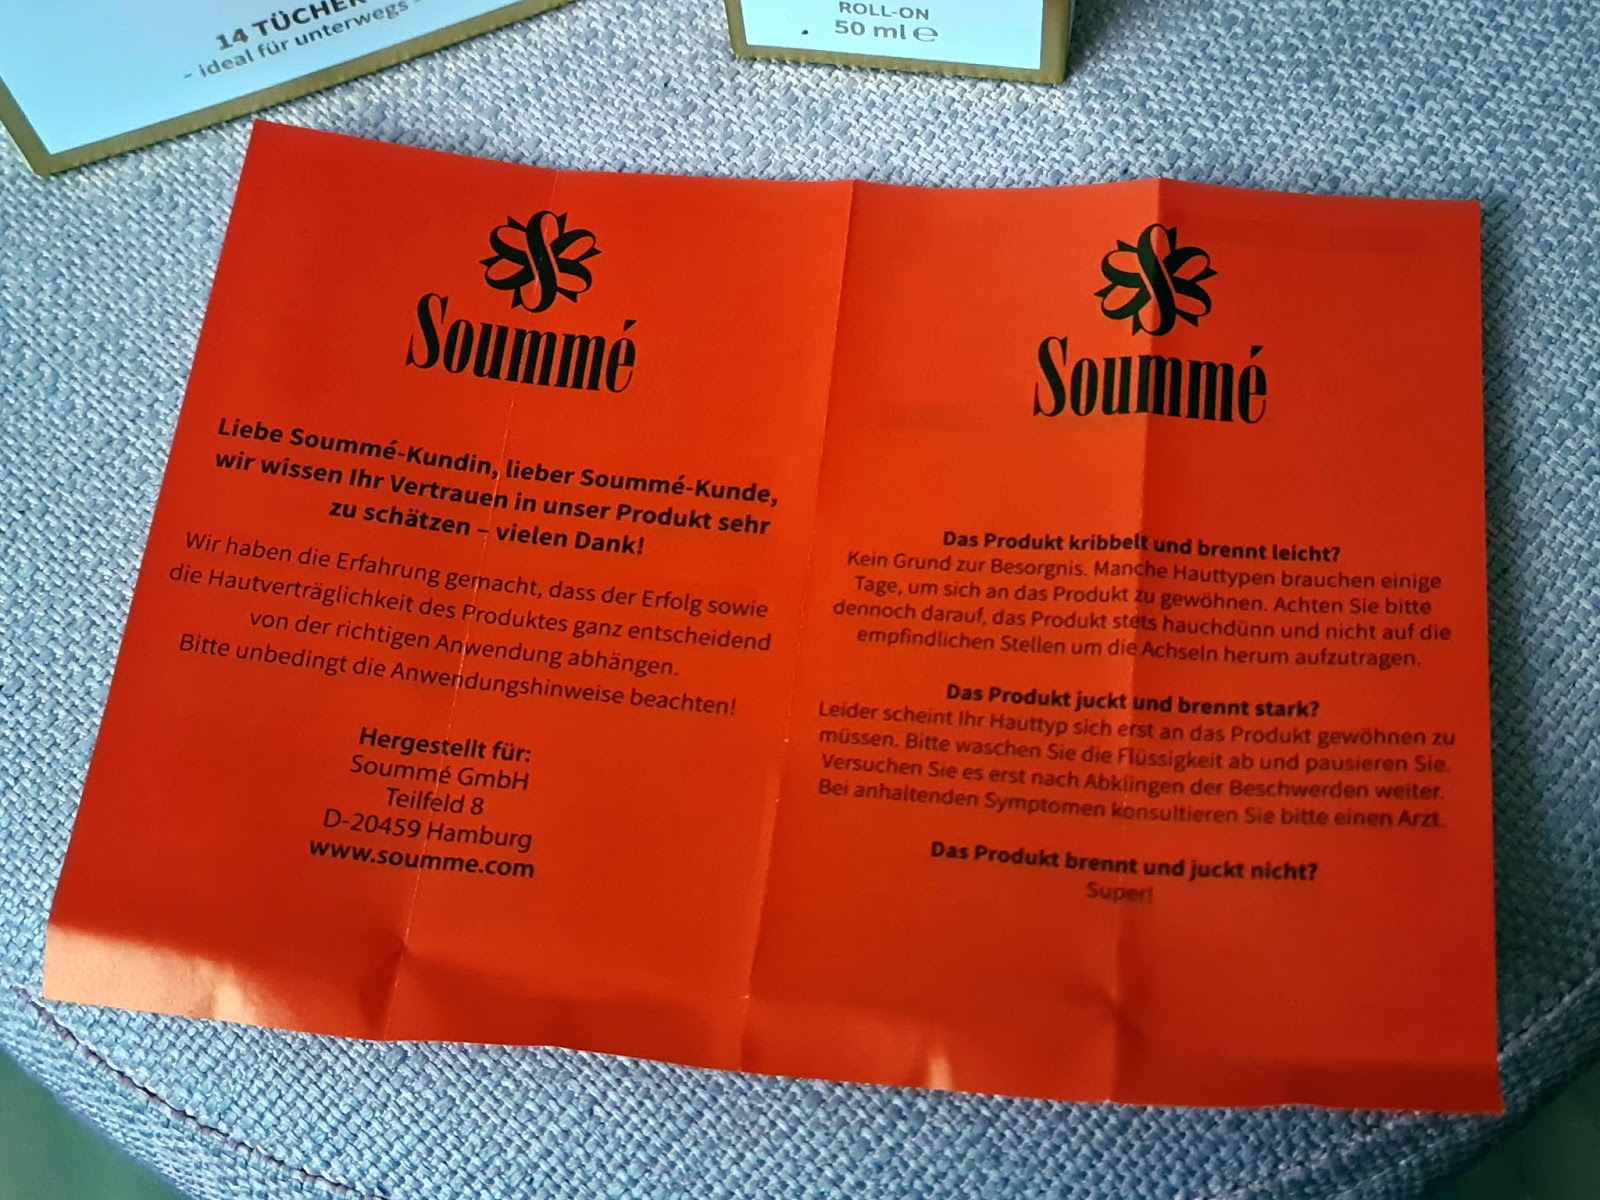 14 TÜCHER
- ideal für unterwegs -
ROLL-ON
50 ml ℮
Soummé
Liebe Soummé-Kundin, lieber Soummé-Kunde,
wir wissen Ihr Vertrauen in unser Produkt sehr
zu schätzen – vielen Dank!
Wir haben die Erfahrung gemacht, dass der Erfolg sowie
die Hautverträglichkeit des Produktes ganz entscheidend
von der richtigen Anwendung abhängen.
Bitte unbedingt die Anwendungshinweise beachten!
Hergestellt für:
Soummé GmbH
Teilfeld 8
D-20459 Hamburg
www.soumme.com
Soummé
Das Produkt kribbelt und brennt leicht?
Kein Grund zur Besorgnis. Manche Hauttypen brauchen einige
Tage, um sich an das Produkt zu gewöhnen. Achten Sie bitte
dennoch darauf, das Produkt stets hauchdünn und nicht auf die
empfindlichen Stellen um die Achseln herum aufzutragen.
Das Produkt juckt und brennt stark?
Leider scheint Ihr Hauttyp sich erst an das Produkt gewöhnen zu
müssen. Bitte waschen Sie die Flüssigkeit ab und pausieren Sie.
Versuchen Sie es erst nach Abklingen der Beschwerden weiter.
Bei anhaltenden Symptomen konsultieren Sie bitte einen Arzt.
Das Produkt brennt und juckt nicht?
Super!